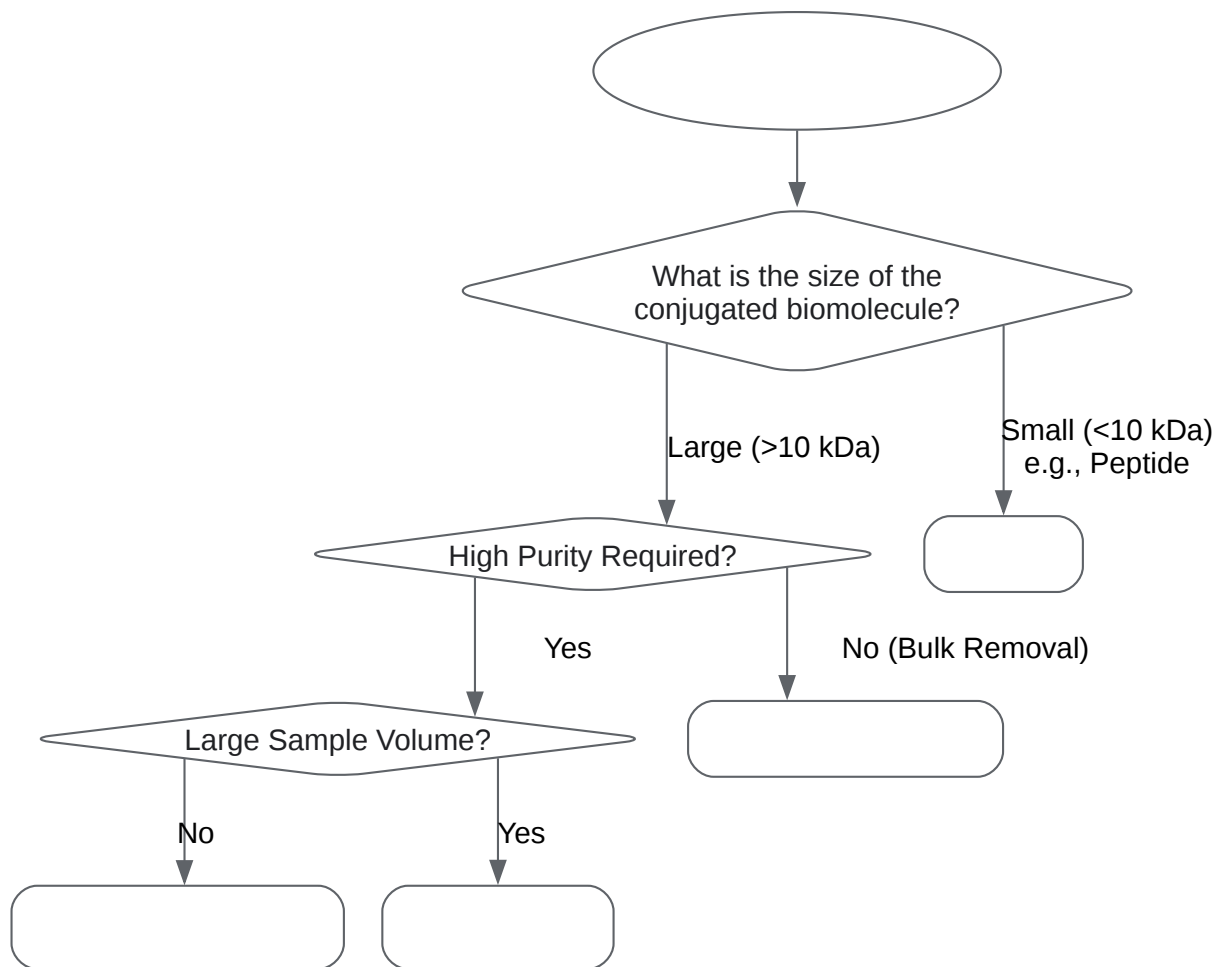 What is the size of the
conjugated biomolecule?
Small (<10 kDa)
e.g., Peptide
Large (>10 kDa)
High Purity Required?
Yes
No (Bulk Removal)
Large Sample Volume?
No
Yes